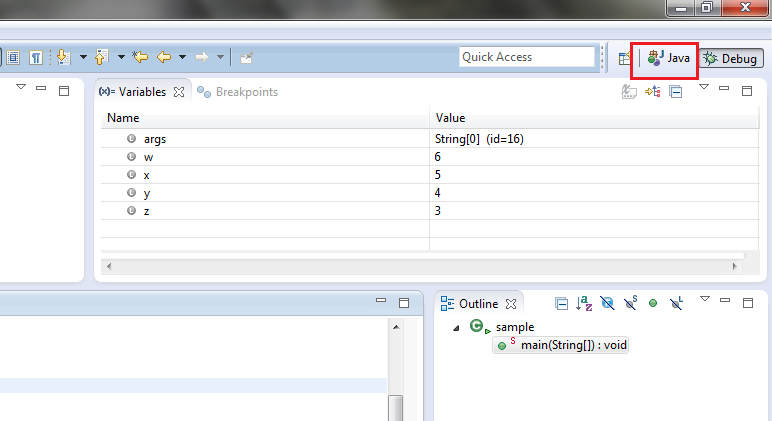 Quick Access
Java
Debug
(x)= Variables
Breakpoints
Name Value
args String[0] (id=16)
w 6
x 5
y 4
z 3
Outline
sample
main(String[]) : void